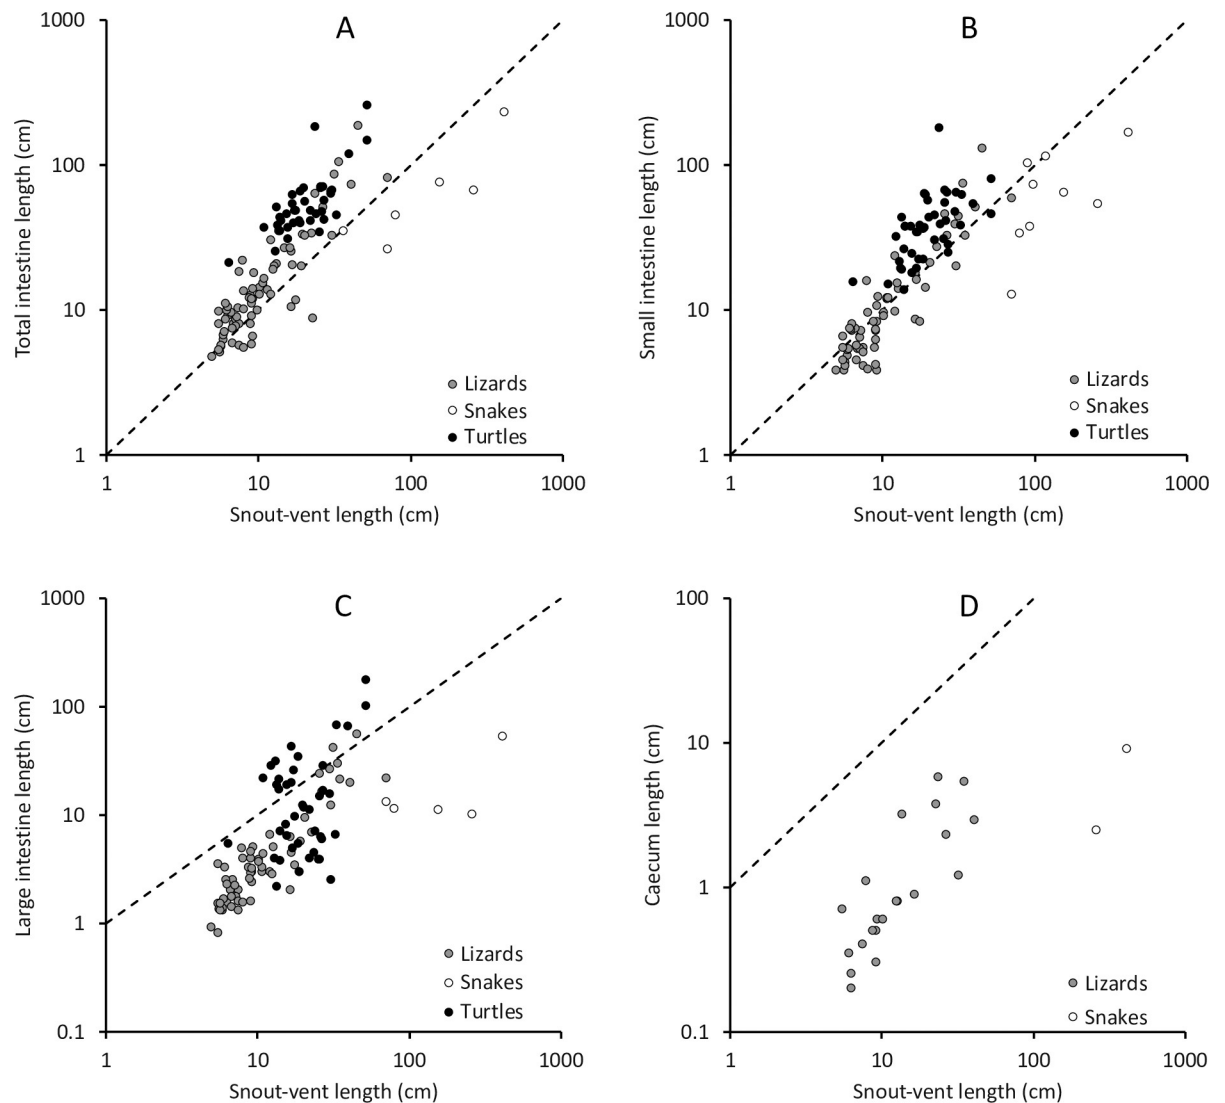 A
1000
100
10
1
Total intestine length (cm)
Lizards
Snakes
Turtles
1 10 100 1000
Snout-vent length (cm)
B
1000
100
10
1
Small intestine length (cm)
Lizards
Snakes
Turtles
1 10 100 1000
Snout-vent length (cm)
C
1000
100
10
1
0.1
Large intestine length (cm)
Lizards
Snakes
Turtles
1 10 100 1000
Snout-vent length (cm)
D
100
10
1
0.1
Caecum length (cm)
Lizards
Snakes
1 10 100 1000
Snout-vent length (cm)